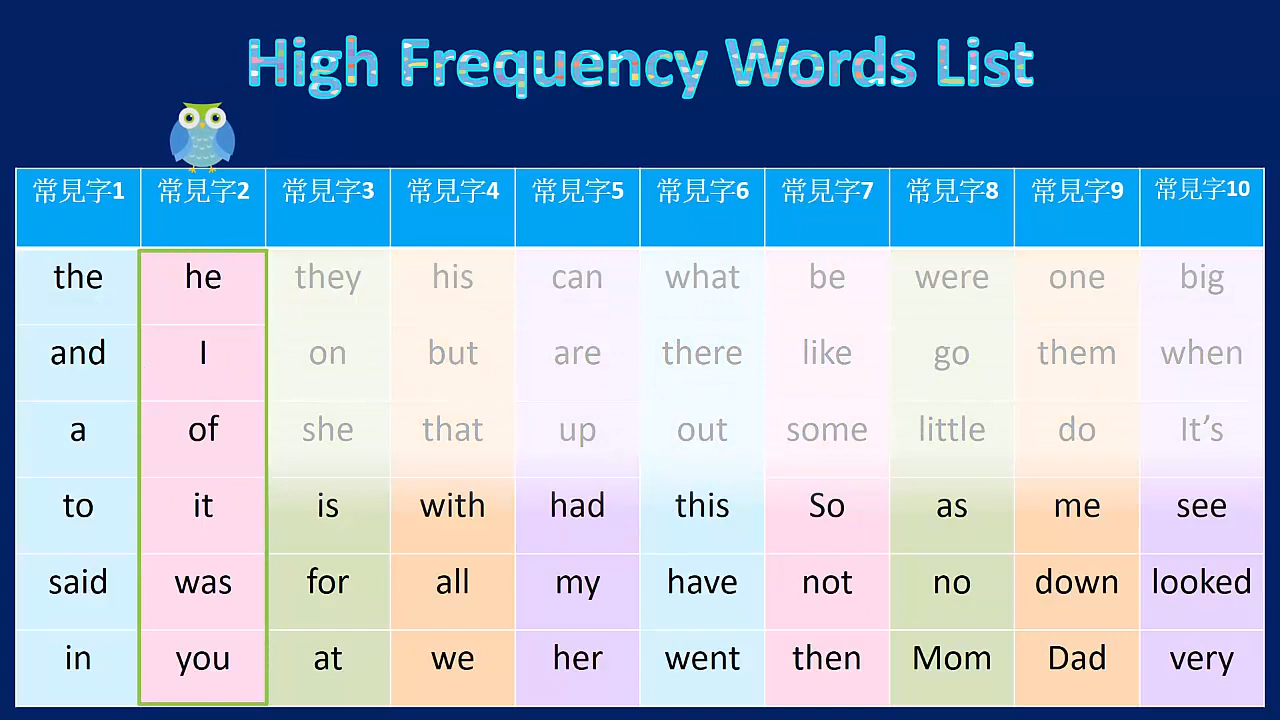 High Frequency Words List
常見字1 常見字2 常見字3 常見字4 常見字5 常見字6 常見字7 常見字8 常見字9 常見字10
the he they his can what be were one big
and I on but are there like go them when
a of she that up out some little do It’s
to it is with had this So as me see
said was for all my have not no down looked
in you at we her went then Mom Dad very